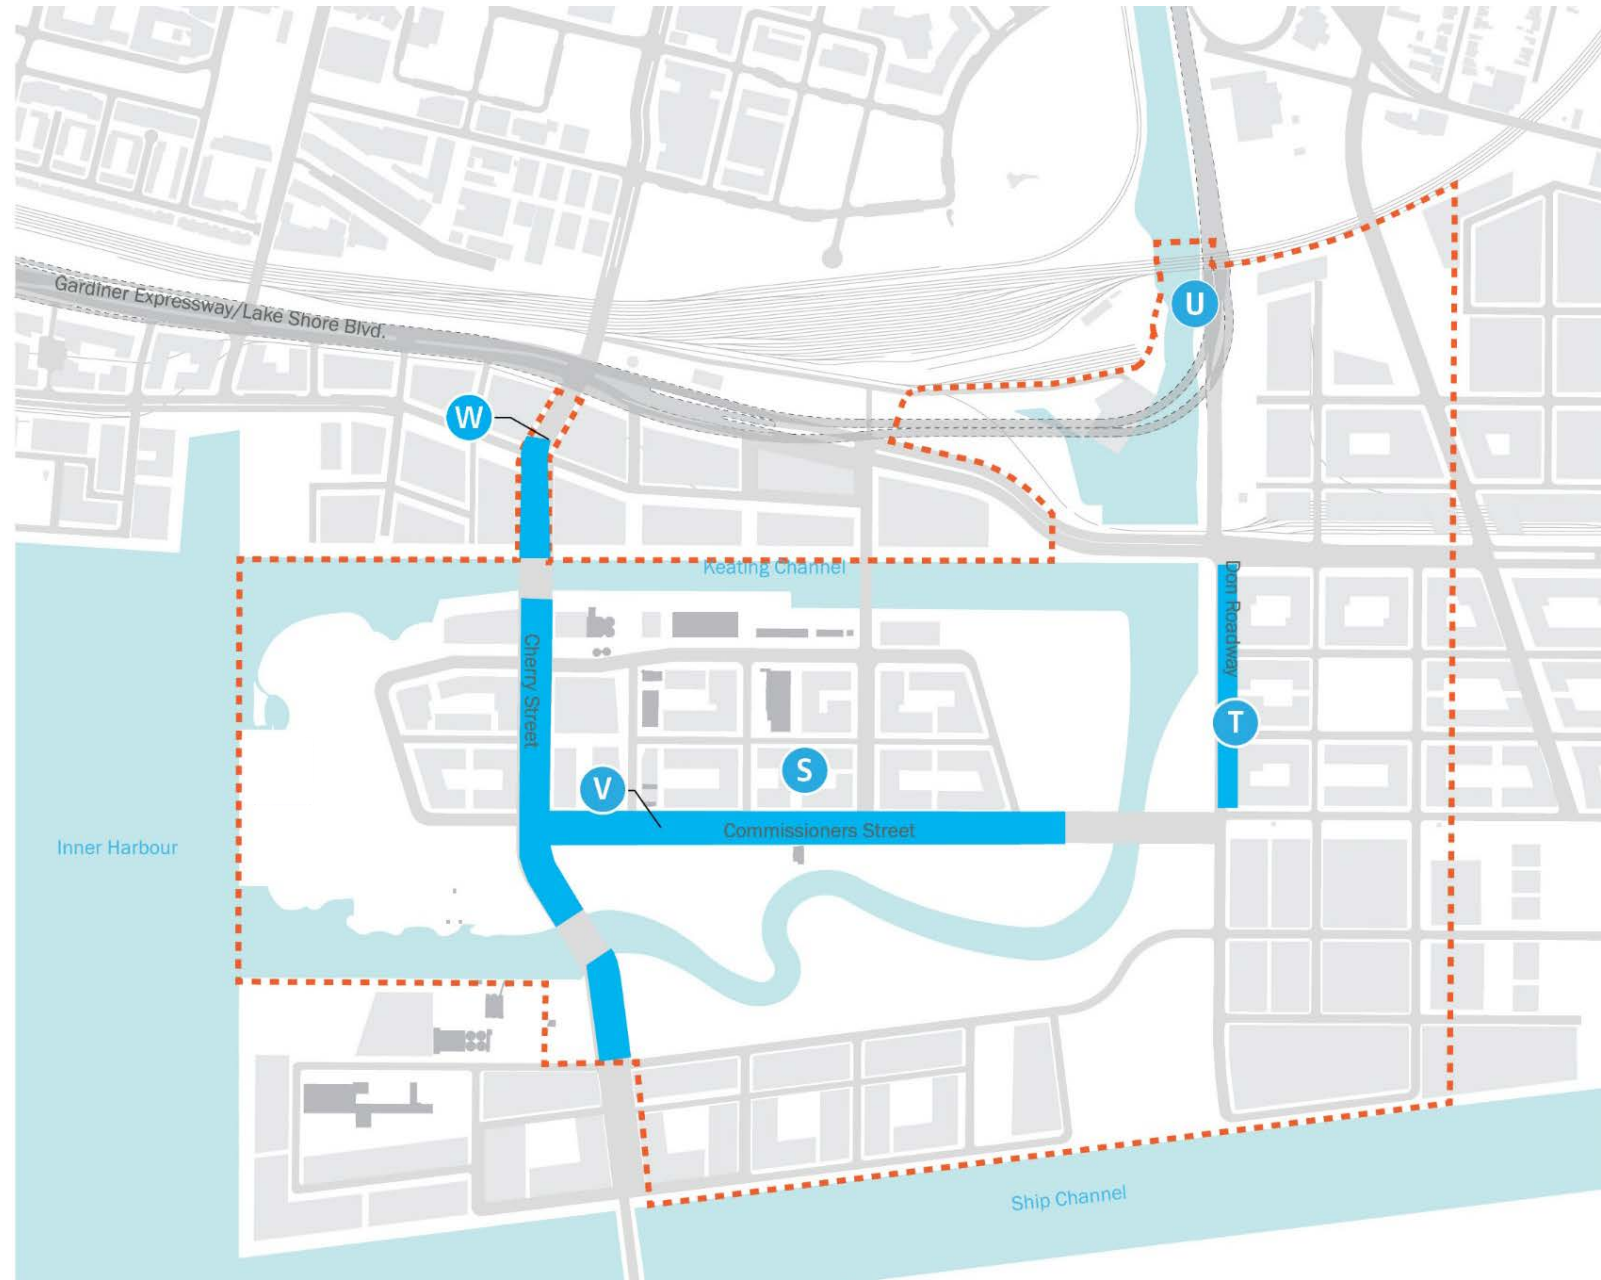 Gardiner Expressway/Lake Shore Blvd.
U
W
Keating Channel
Don Roadway
Cherry Street
T
S
V
Commissioners Street
Inner Harbour
Ship Channel